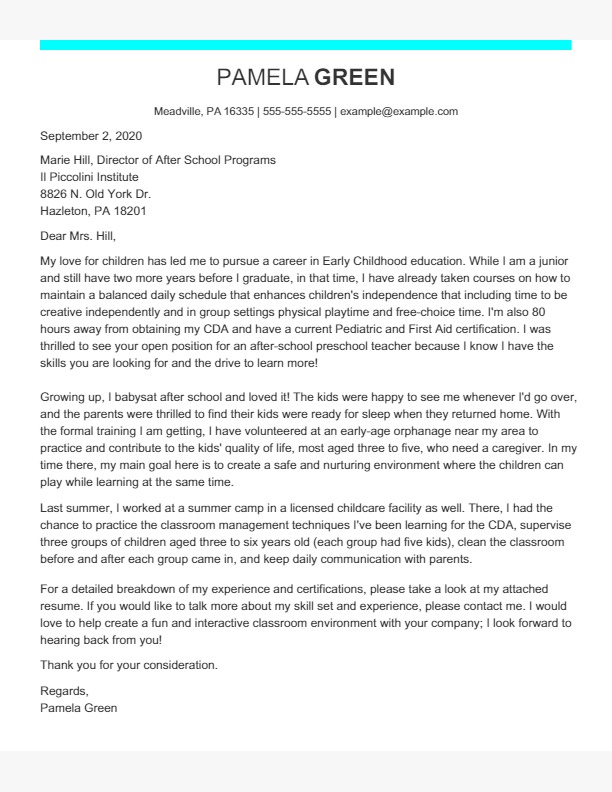 PAMELA GREEN
Meadville, PA 16335 | 555-555-5555 | example@example.com
September 2, 2020
Marie Hill, Director of After School Programs
Il Piccolini Institute
8826 N. Old York Dr.
Hazleton, PA 18201
Dear Mrs. Hill,
My love for children has led me to pursue a career in Early Childhood education. While I am a junior
and still have two more years before I graduate, in that time, I have already taken courses on how to
maintain a balanced daily schedule that enhances children's independence that including time to be
creative independently and in group settings physical playtime and free-choice time. I'm also 80
hours away from obtaining my CDA and have a current Pediatric and First Aid certification. I was
thrilled to see your open position for an after-school preschool teacher because I know I have the
skills you are looking for and the drive to learn more!
Growing up, I babysat after school and loved it! The kids were happy to see me whenever I'd go over,
and the parents were thrilled to find their kids were ready for sleep when they returned home. With
the formal training I am getting, I have volunteered at an early-age orphanage near my area to
practice and contribute to the kids' quality of life, most aged three to five, who need a caregiver. In my
time there, my main goal here is to create a safe and nurturing environment where the children can
play while learning at the same time.
Last summer, I worked at a summer camp in a licensed childcare facility as well. There, I had the
chance to practice the classroom management techniques I've been learning for the CDA, supervise
three groups of children aged three to six years old (each group had five kids), clean the classroom
before and after each group came in, and keep daily communication with parents.
For a detailed breakdown of my experience and certifications, please take a look at my attached
resume. If you would like to talk more about my skill set and experience, please contact me. I would
love to help create a fun and interactive classroom environment with your company; I look forward to
hearing back from you!
Thank you for your consideration.
Regards,
Pamela Green